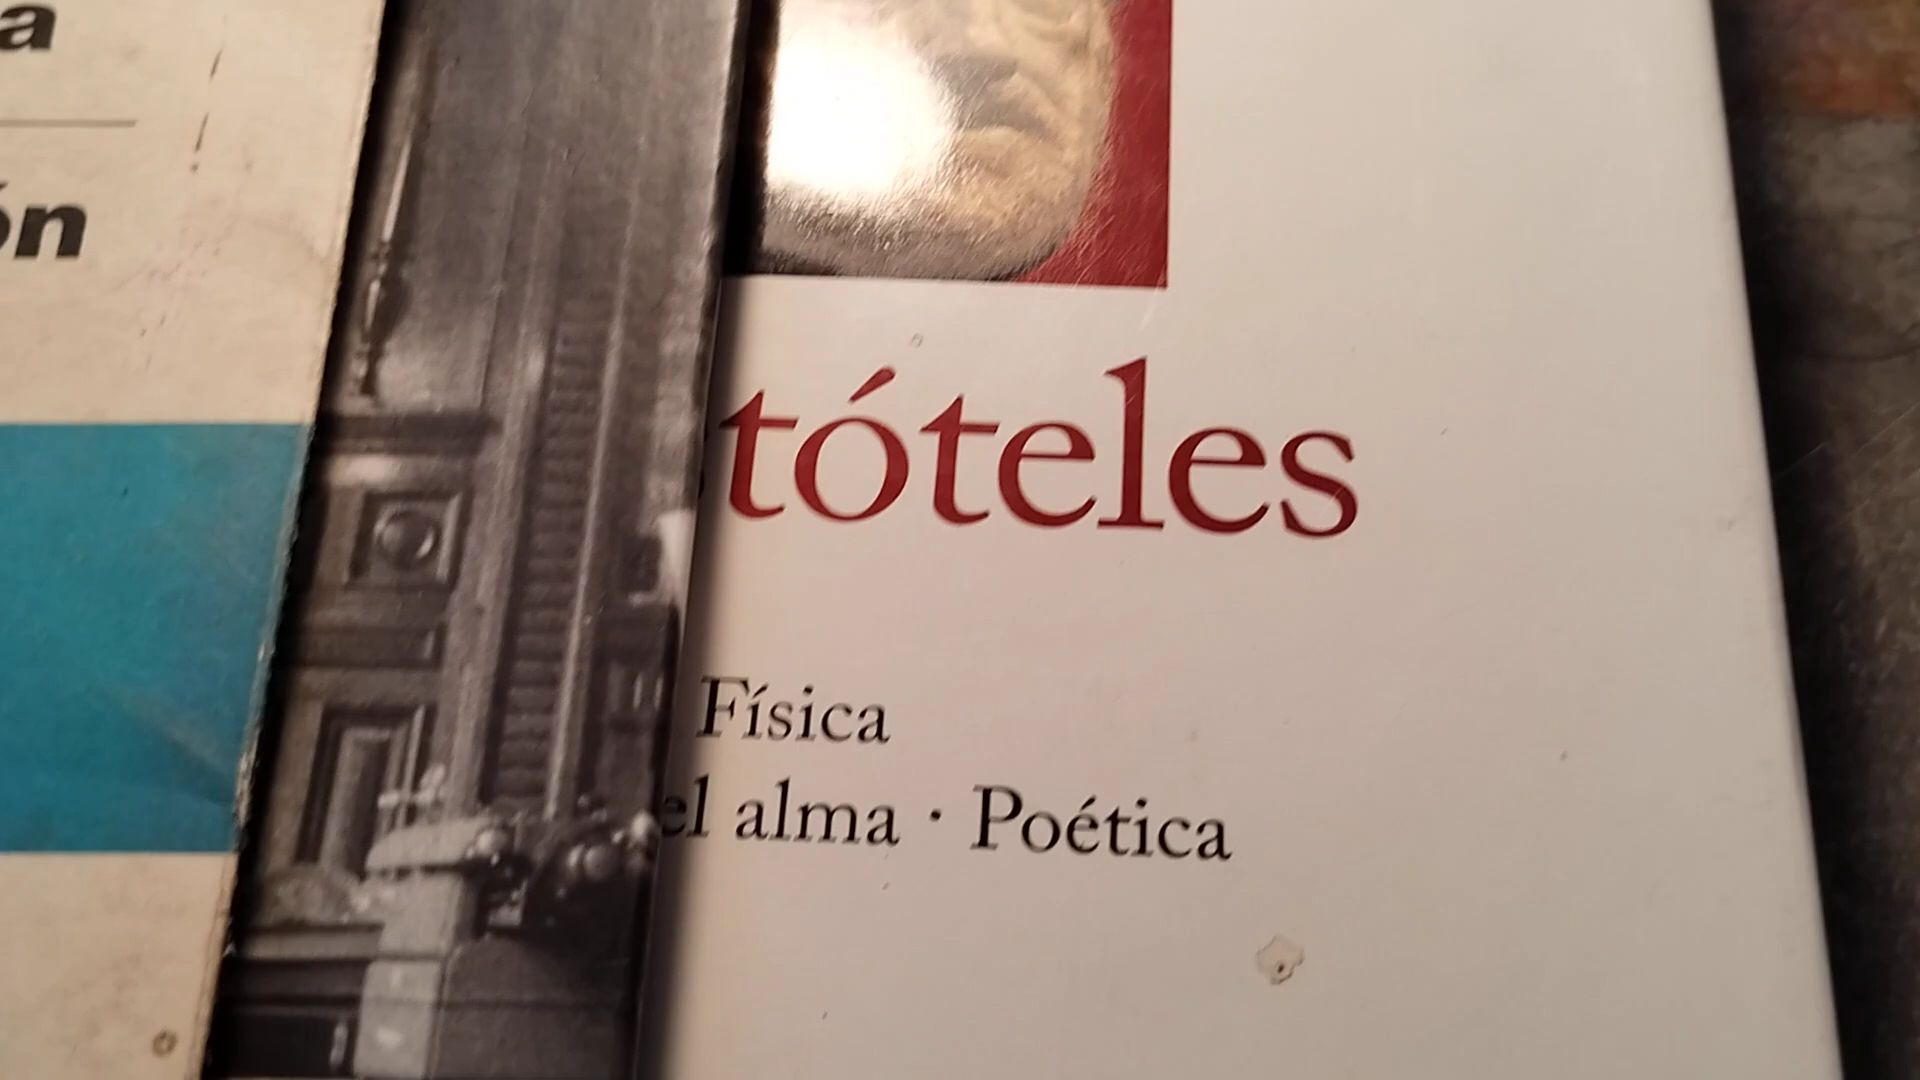 a
ón
tóteles
Física
el alma · Poética